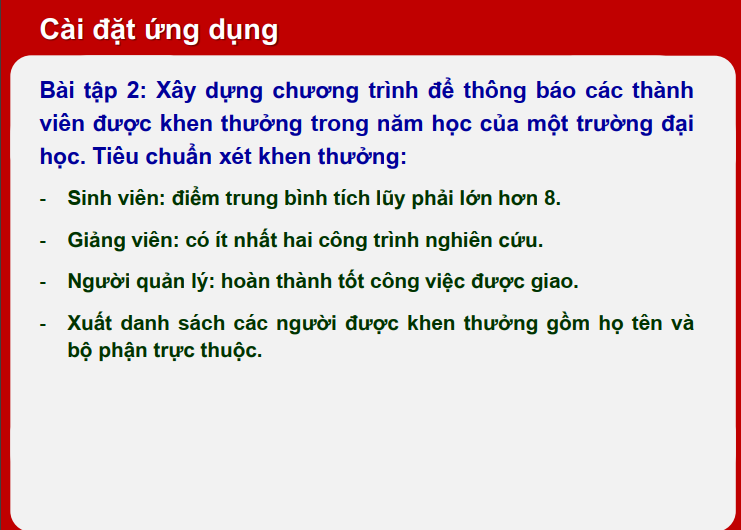 Cài đặt ứng dụng
Bài tập 2: Xây dựng chương trình để thông báo các thành
viên được khen thưởng trong năm học của một trường đại
học. Tiêu chuẩn xét khen thưởng:
- Sinh viên: điểm trung bình tích lũy phải lớn hơn 8.
- Giảng viên: có ít nhất hai công trình nghiên cứu.
- Người quản lý: hoàn thành tốt công việc được giao.
- Xuất danh sách các người được khen thưởng gồm họ tên và
bộ phận trực thuộc.